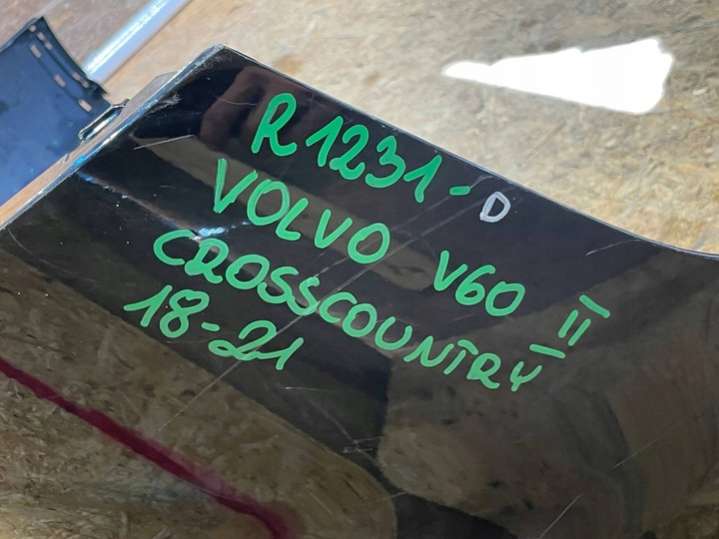 R1231-D
VOLVO V60 II
CROSSCOUNTRY
18-21